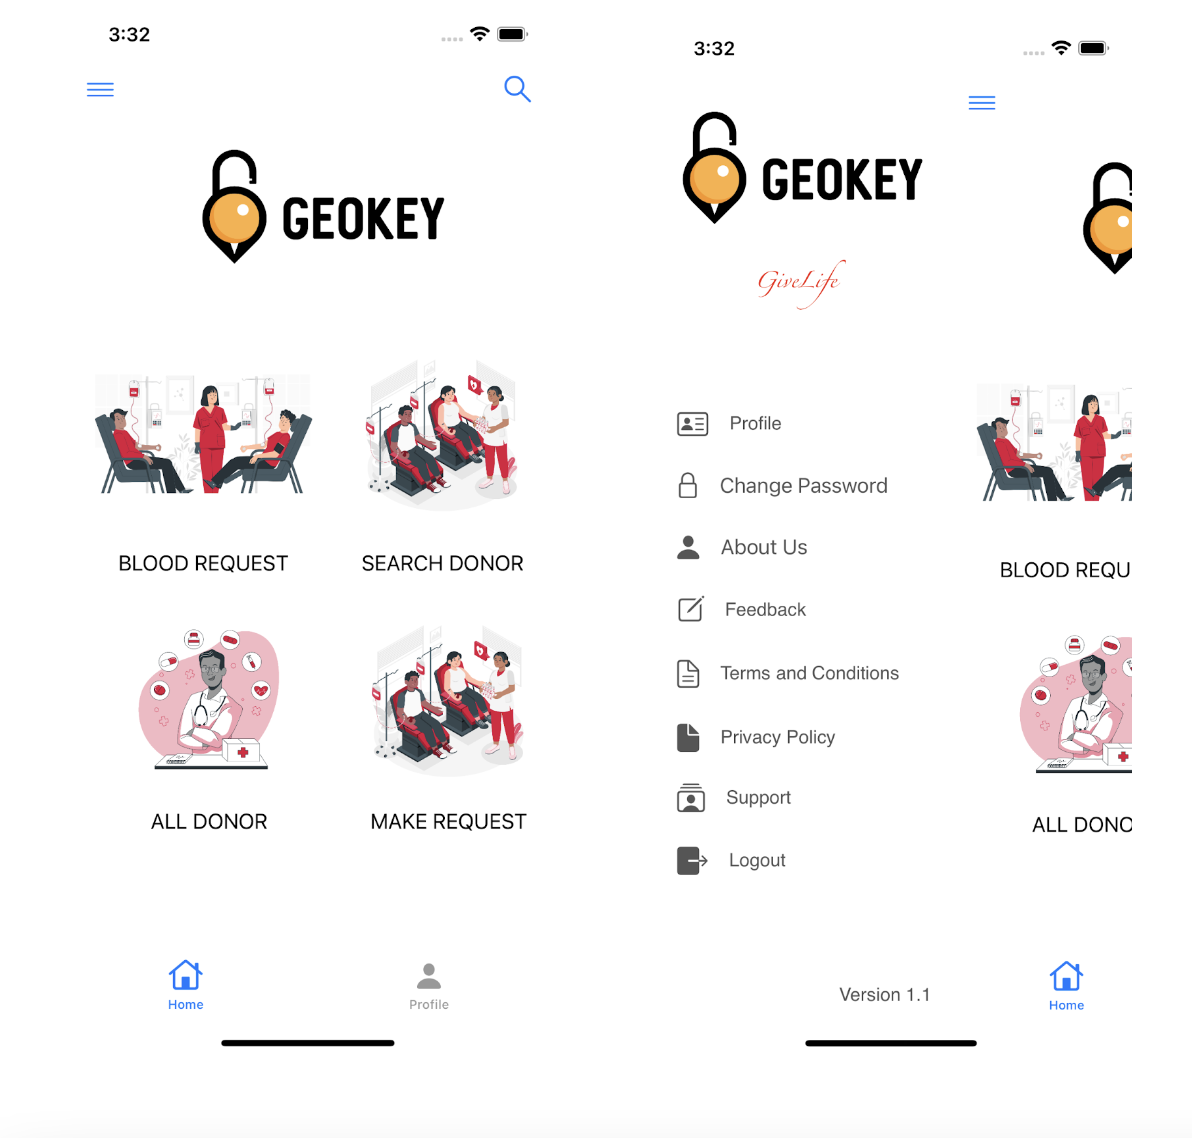 3:32
GEOKEY
BLOOD REQUEST
SEARCH DONOR
ALL DONOR
MAKE REQUEST
Home
Profile
3:32
GEOKEY
GiveLife
Profile
Change Password
About Us
Feedback
Terms and Conditions
Privacy Policy
Support
Logout
Version 1.1
BLOOD REQU
ALL DONO
Home